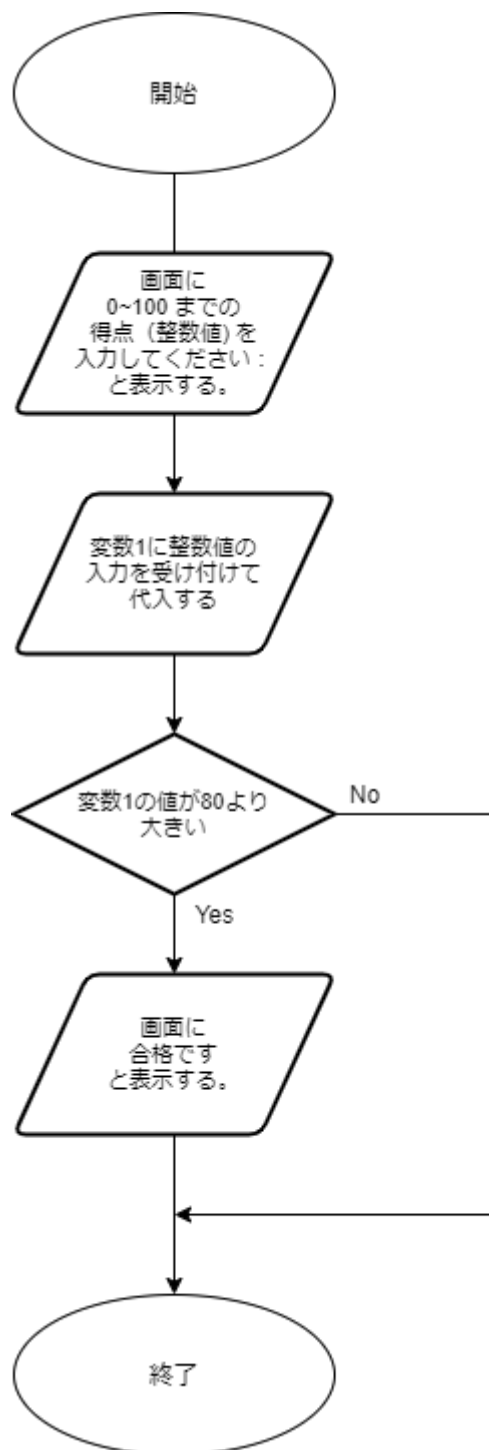 開始
画面に
0~100 までの
得点（整数値) を
入力してください :
と表示する。
変数1に整数値の
入力を受け付けて
代入する
変数1の値が80より
大きい
No
Yes
画面に
合格です
と表示する。
終了